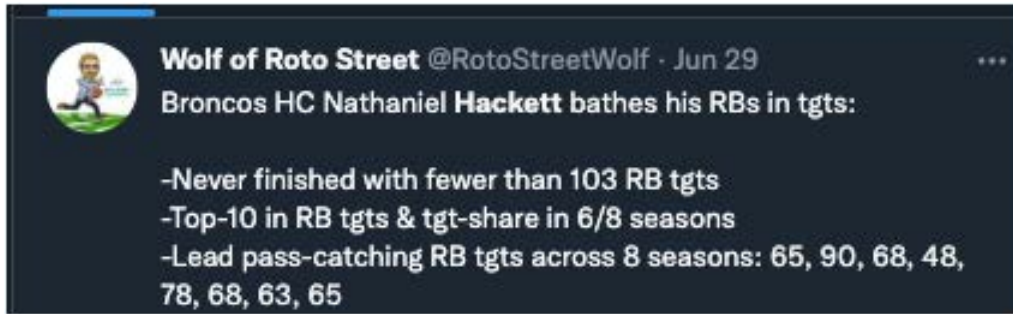 Wolf of Roto Street @RotoStreetWolf · Jun 29
Broncos HC Nathaniel Hackett bathes his RBs in tgts:
-Never finished with fewer than 103 RB tgts
-Top-10 in RB tgts & tgt-share in 6/8 seasons
-Lead pass-catching RB tgts across 8 seasons: 65, 90, 68, 48,
78, 68, 63, 65